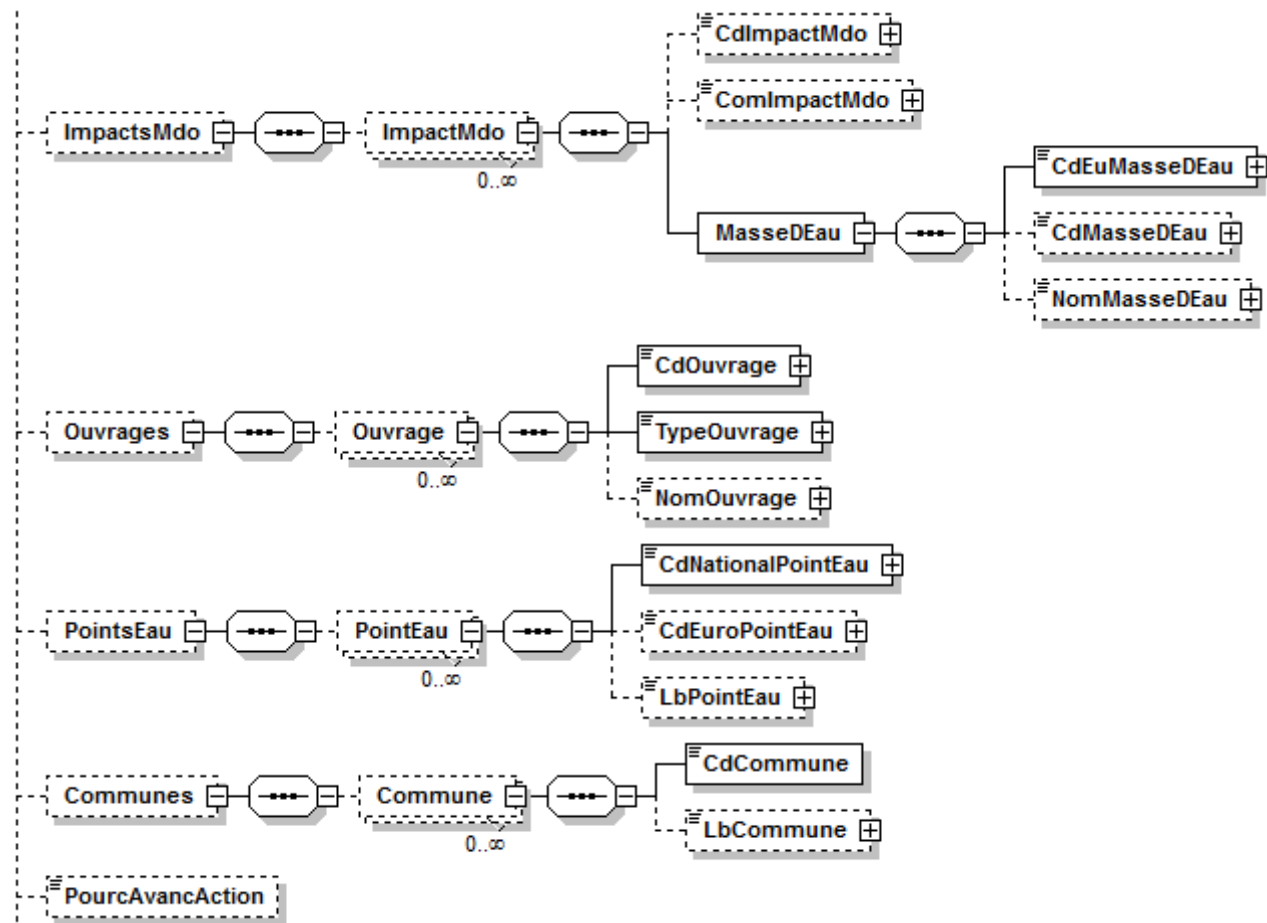 CdImpactMdo
ComImpactMdo
ImpactsMdo
ImpactMdo
0..∞
CdEuMasseDEau
MasseDEau
CdMasseDEau
NomMasseDEau
CdOuvrage
Ouvrages
Ouvrage
0..∞
TypeOuvrage
NomOuvrage
CdNationalPointEau
PointsEau
PointEau
0..∞
CdEuroPointEau
LbPointEau
CdCommune
Communes
Commune
0..∞
LbCommune
PourcAvancAction